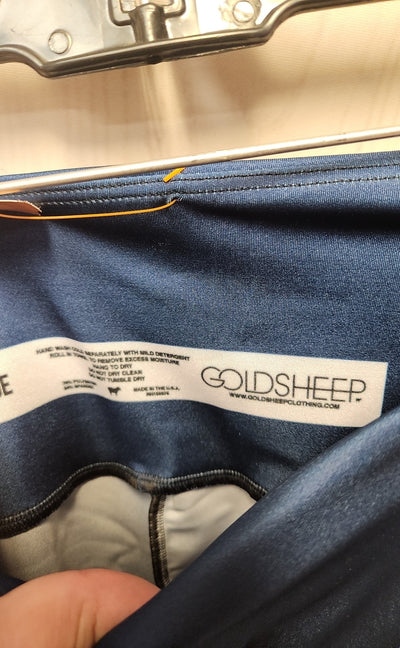 HAND WASH COLD SEPARATELY WITH MILD DETERGENT
ROLL IN TOWEL TO REMOVE EXCESS MOISTURE
HANG TO DRY
DO NOT DRY CLEAN
DO NOT TUMBLE DRY
MADE IN THE U.S.A.
GOLDSHEEP
WWW.GOLDSHEEPCLOTHING.COM